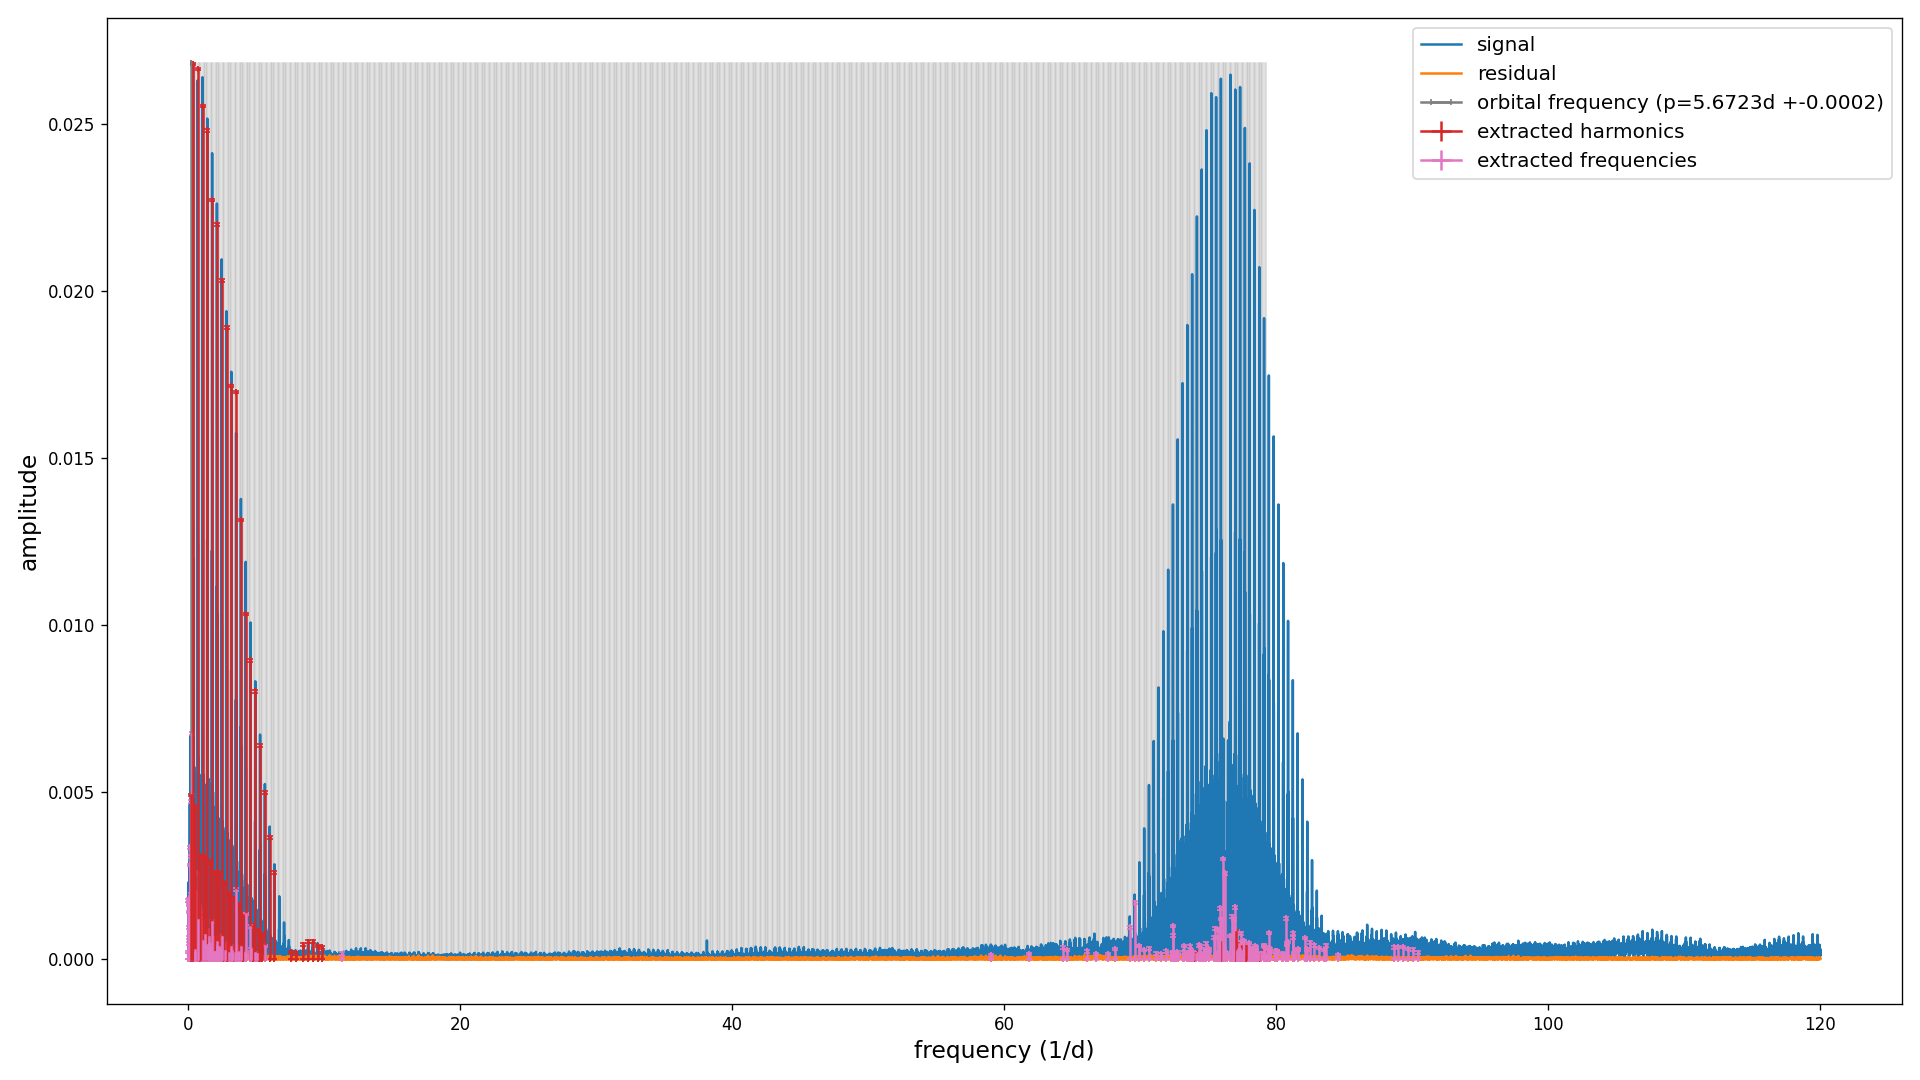 signal
residual
orbital frequency (p=5.6723d +-0.0002)
extracted harmonics
extracted frequencies
0.025
0.020
0.015
0.010
0.005
0.000
amplitude
0 20 40 60 80 100 120
frequency (1/d)